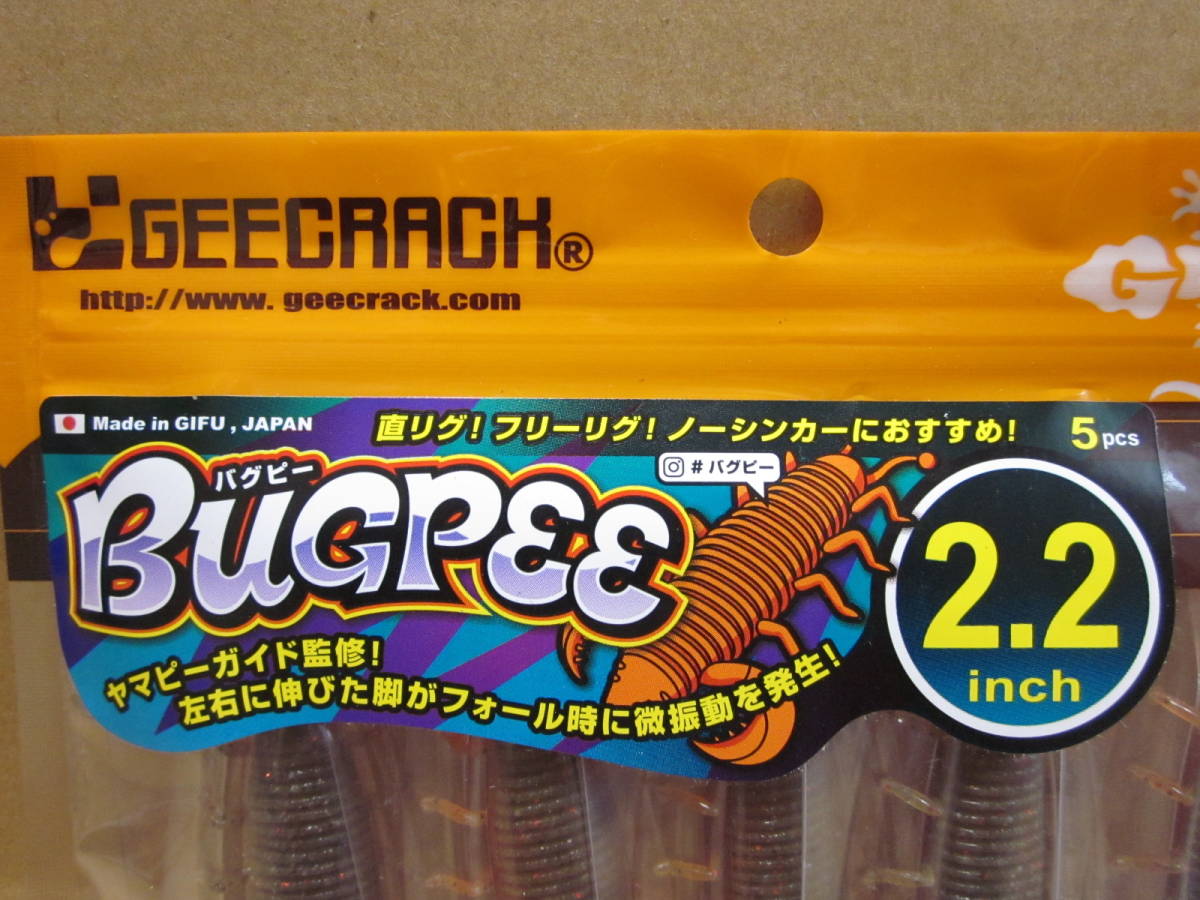 GEECRACK®
http://www. geecrack.com
Made in GIFU , JAPAN
直リグ! フリーリグ! ノーシンカーにおすすめ!
5pcs
バグピー
# バグピー
BUGPEE
2.2
inch
ヤマピーガイド監修!
左右に伸びた脚がフォール時に微振動を発生!